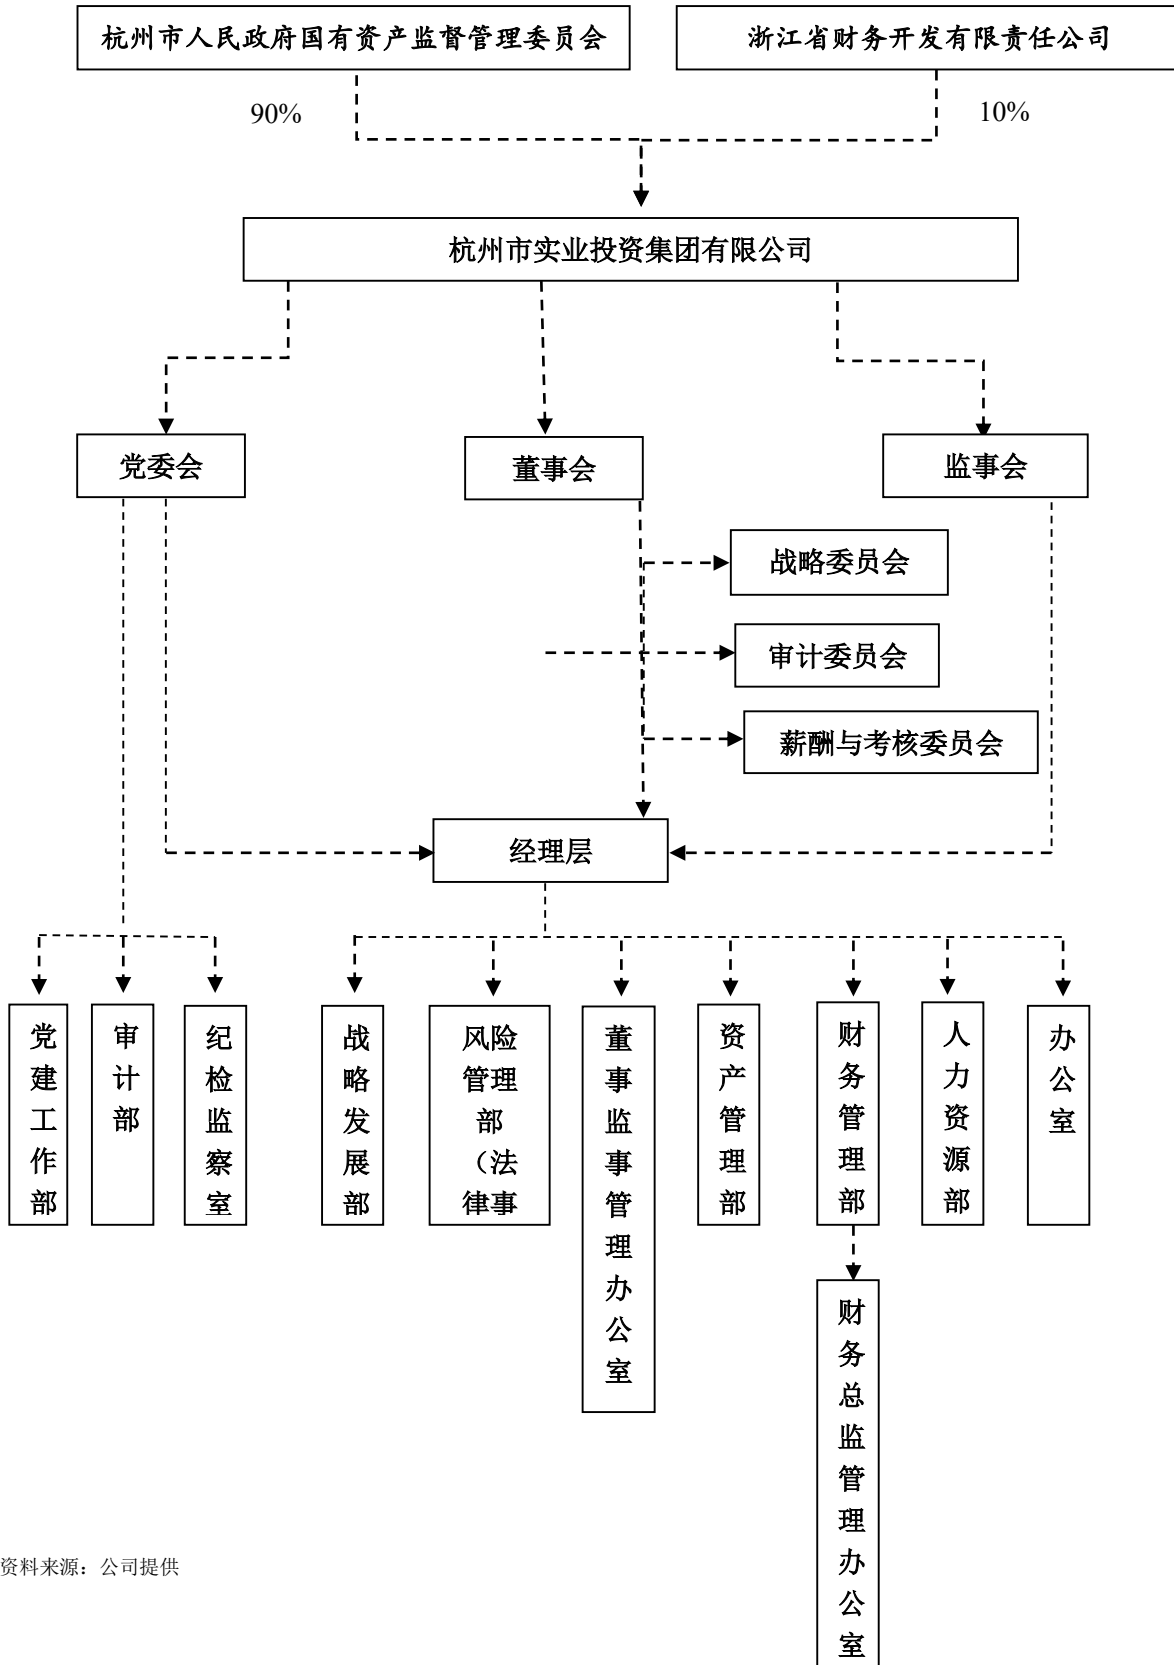 杭州市人民政府国有资产监督管理委员会
浙江省财务开发有限责任公司
90%
10%
杭州市实业投资集团有限公司
党委会
董事会
监事会
战略委员会
审计委员会
薪酬与考核委员会
经理层
党建工作部
审计部
纪检监察室
战略发展部
风险
管理
部
（法
律事
董事监事管理办公室
资产管理部
财务管理部
人力资源部
办公室
财务总监管理办公室
资料来源：公司提供